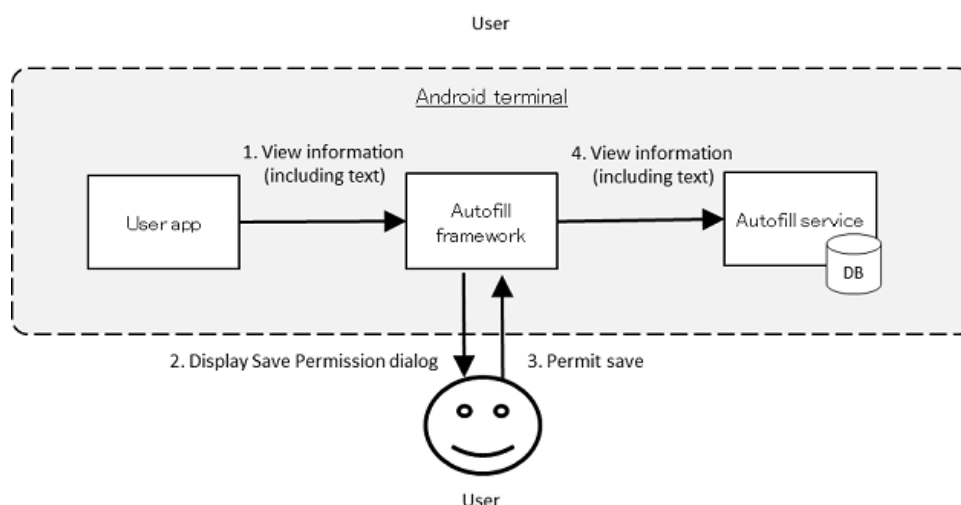 User
Android terminal
1. View information
(including text)
4. View information
(including text)
User app
Autofill
framework
Autofill service
DB
2. Display Save Permission dialog
3. Permit save
User